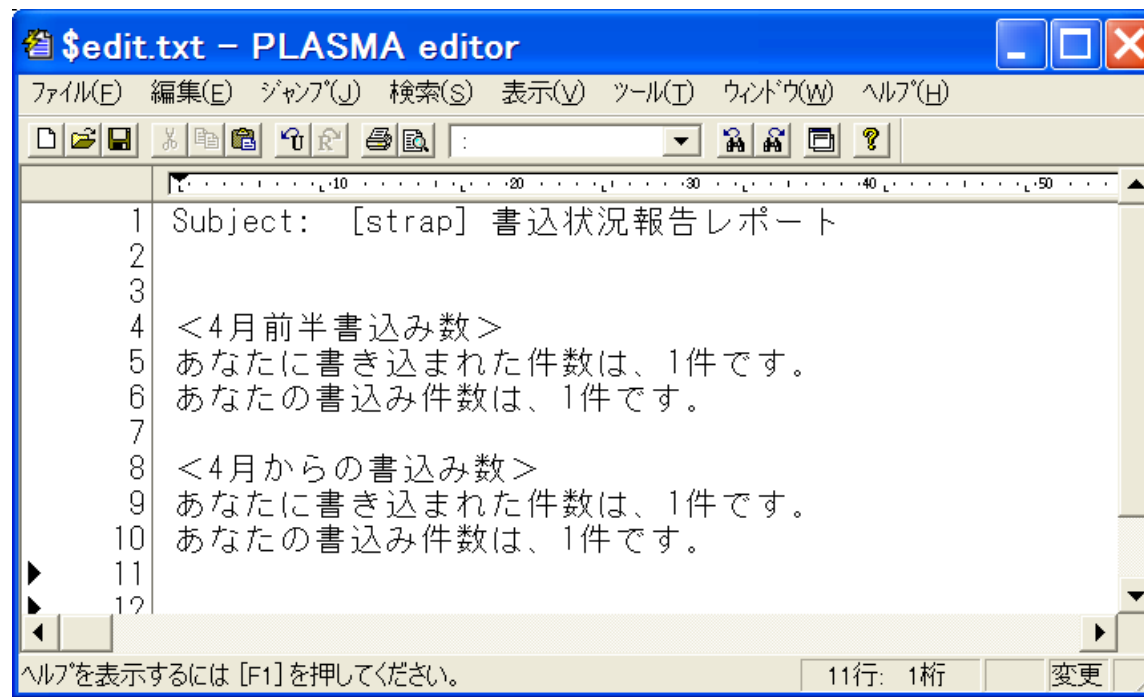 $edit.txt - PLASMA editor
ファイル(F) 編集(E) ジャンプ(J) 検索(S) 表示(V) ツール(T) ウィンドウ(W) ヘルプ(H)
:
10 20 30 40 50
1 Subject: [strap] 書込状況報告レポート
2
3
4 <4月前半書込み数>
5 あなたに書き込まれた件数は、1件です。
6 あなたの書込み件数は、1件です。
7
8 <4月からの書込み数>
9 あなたに書き込まれた件数は、1件です。
10 あなたの書込み件数は、1件です。
11
12
ヘルプを表示するには [F1] を押してください。 11行: 1桁 変更